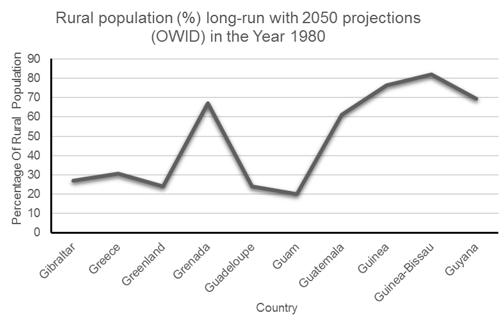 Rural population (%) long-run with 2050 projections
(OWID) in the Year 1980
Percentage Of Rural Population
90
80
70
60
50
40
30
20
10
0
Gibraltar
Greece
Greenland
Grenada
Guadeloupe
Guam
Guatemala
Guinea
Guinea-Bissau
Guyana
Country